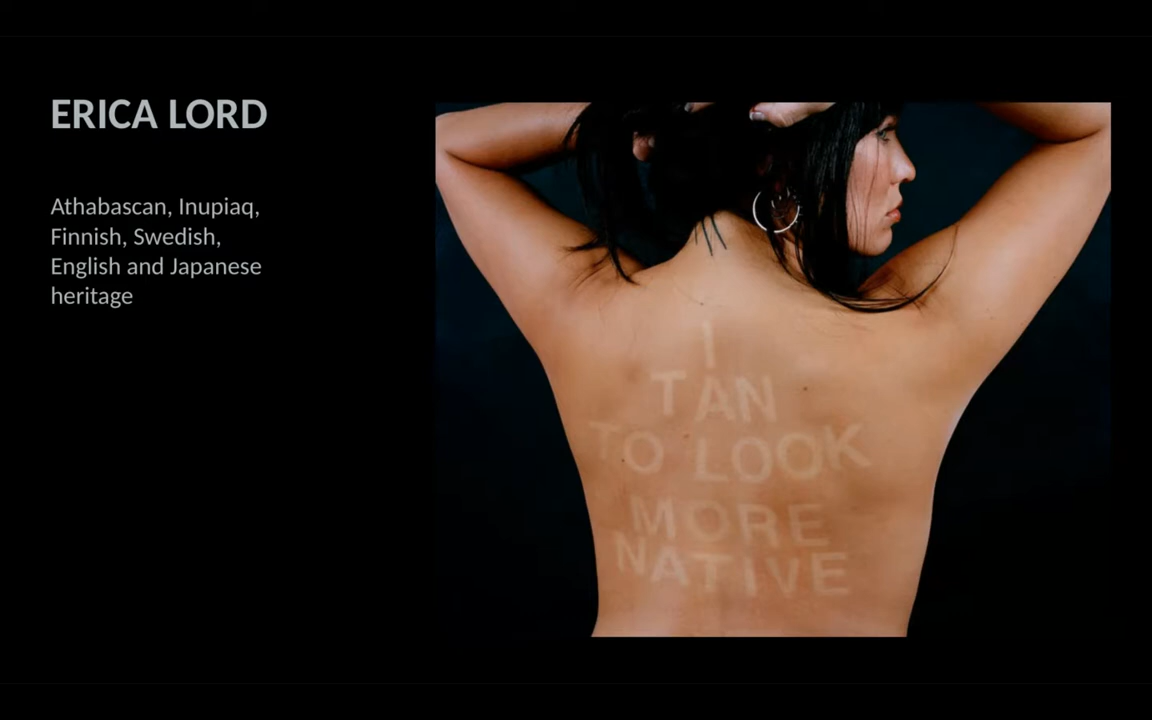 ERICA LORD
Athabascan, Inupiaq,
Finnish, Swedish,
English and Japanese
heritage
I
TAN
TO LOOK
MORE
NATIVE